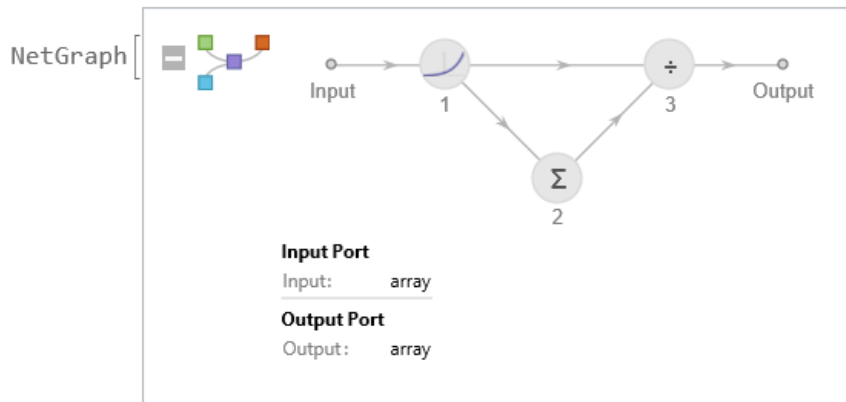 NetGraph[
Input
1
÷
3
Output
Σ
2
Input Port
Input: array
Output Port
Output: array